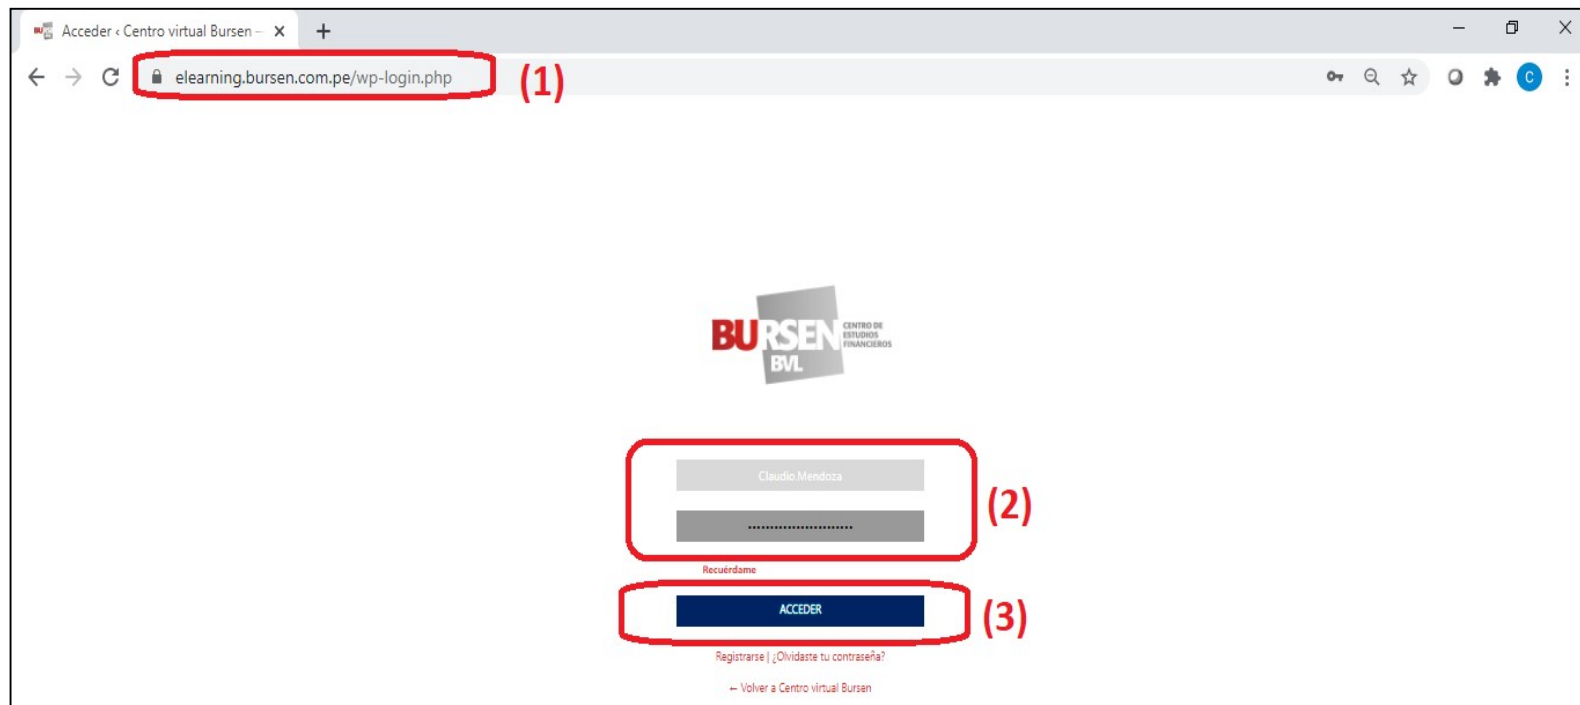 Acceder ‹ Centro virtual Bursen —
elearning.bursen.com.pe/wp-login.php
(1)
C
BURSEN
BVL
CENTRO DE
ESTUDIOS
FINANCIEROS
Claudio.Mendoza
(2)
Recuérdame
ACCEDER
(3)
Registrarse | ¿Olvidaste tu contraseña?
← Volver a Centro virtual Bursen